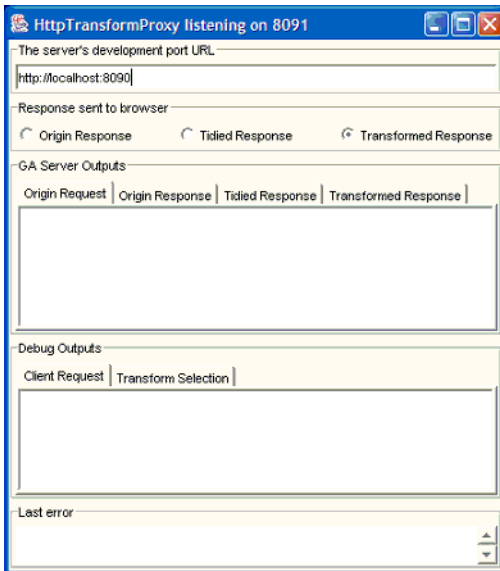 HttpTransformProxy listening on 8091
The server's development port URL
http://localhost:8090
Response sent to browser
Origin Response Tidied Response Transformed Response
GA Server Outputs
Origin Request Origin Response Tidied Response Transformed Response
Debug Outputs
Client Request Transform Selection
Last error